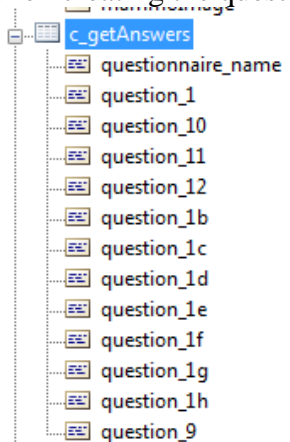 c_getAnswers
questionnaire_name
question_1
question_10
question_11
question_12
question_1b
question_1c
question_1d
question_1e
question_1f
question_1g
question_1h
question_9